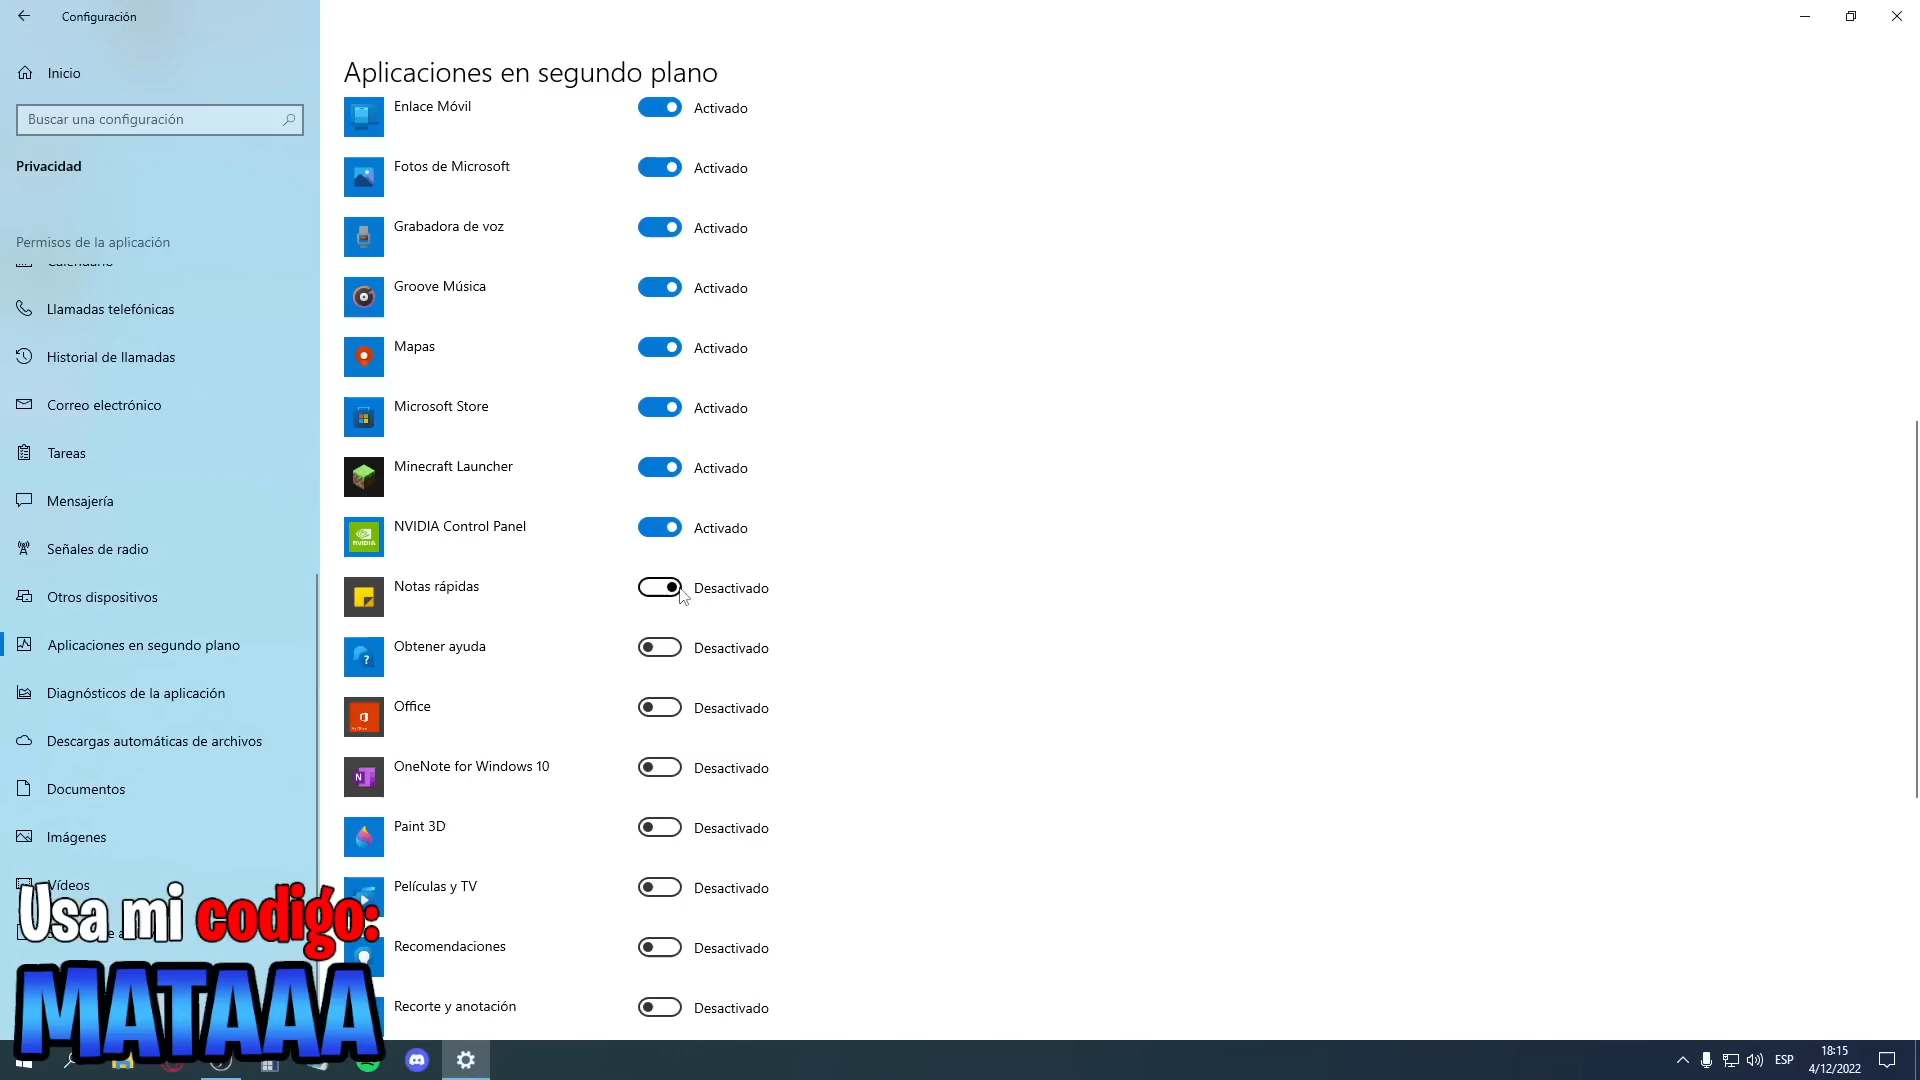 Configuración
Inicio
Buscar una configuración
Privacidad
Permisos de la aplicación
Calendario
Llamadas telefónicas
Historial de llamadas
Correo electrónico
Tareas
Mensajería
Señales de radio
Otros dispositivos
Aplicaciones en segundo plano
Diagnósticos de la aplicación
Descargas automáticas de archivos
Documentos
Imágenes
Vídeos
Aplicaciones en segundo plano
Enlace Móvil Activado
Fotos de Microsoft Activado
Grabadora de voz Activado
Groove Música Activado
Mapas Activado
Microsoft Store Activado
Minecraft Launcher Activado
NVIDIA Control Panel Activado
Notas rápidas Desactivado
Obtener ayuda Desactivado
Office Desactivado
OneNote for Windows 10 Desactivado
Paint 3D Desactivado
Películas y TV Desactivado
Recomendaciones Desactivado
Recorte y anotación Desactivado
Usa mi codigo:
MATAAA
ESP
18:15
4/12/2022